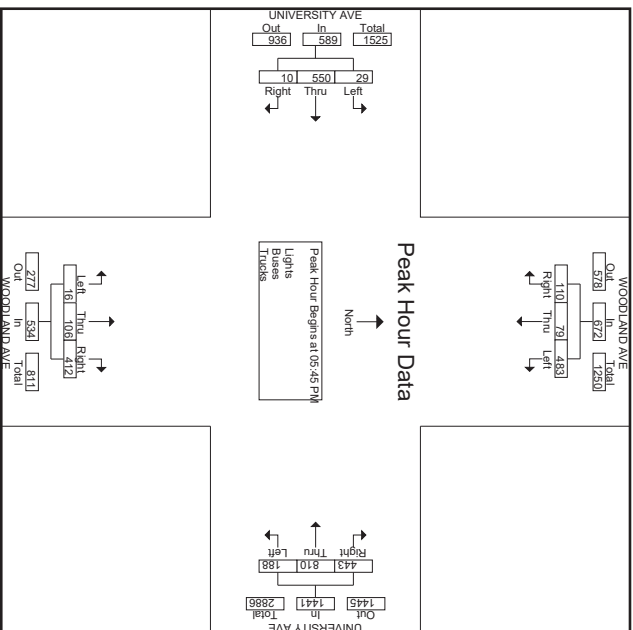 UNIVERSITY AVE
Out In Total
936 589 1525
10 550 29
Right Thru Left
WOODLAND AVE
Out In Total
277 534 811
Left Thru Right
16 106 412
Peak Hour Data
North
Peak Hour Begins at 05:45 PM
Lights
Buses
Trucks
WOODLAND AVE
Out In Total
578 672 1250
110 79 483
Right Thru Left
Left Thru Right
188 810 443
2886 1441 1445
Total In Out
UNIVERSITY AVE